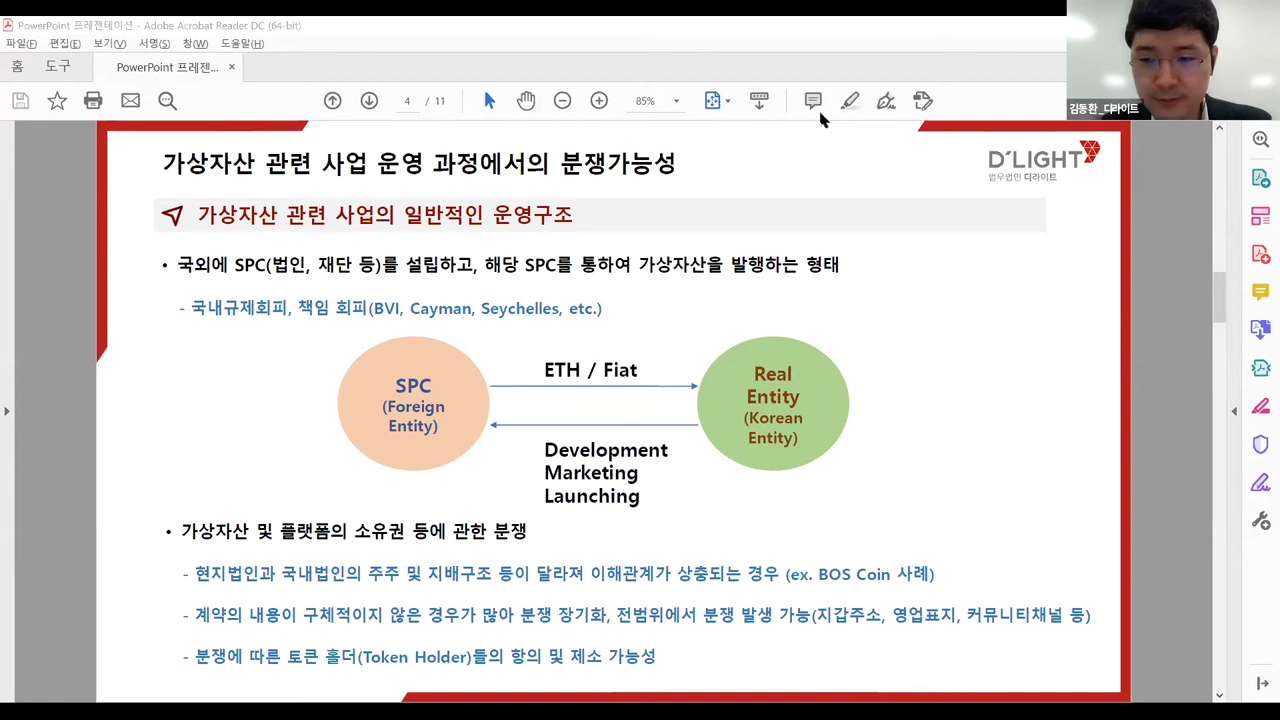 PowerPoint 프레젠테이션 - Adobe Acrobat Reader DC (64-bit)
파일(F) 편집(E) 보기(V) 서명(S) 창(W) 도움말(H)
홈 도구 PowerPoint 프레젠... ×
4 / 11 85%
김동환_디라이트
가상자산 관련 사업 운영 과정에서의 분쟁가능성
D'LIGHT
법무법인 디라이트
가상자산 관련 사업의 일반적인 운영구조
• 국외에 SPC(법인, 재단 등)를 설립하고, 해당 SPC를 통하여 가상자산을 발행하는 형태
- 국내규제회피, 책임 회피(BVI, Cayman, Seychelles, etc.)
SPC
(Foreign
Entity)
ETH / Fiat
Development
Marketing
Launching
Real
Entity
(Korean
Entity)
• 가상자산 및 플랫폼의 소유권 등에 관한 분쟁
- 현지법인과 국내법인의 주주 및 지배구조 등이 달라져 이해관계가 상충되는 경우 (ex. BOS Coin 사례)
- 계약의 내용이 구체적이지 않은 경우가 많아 분쟁 장기화, 전범위에서 분쟁 발생 가능(지갑주소, 영업표지, 커뮤니티채널 등)
- 분쟁에 따른 토큰 홀더(Token Holder)들의 항의 및 제소 가능성